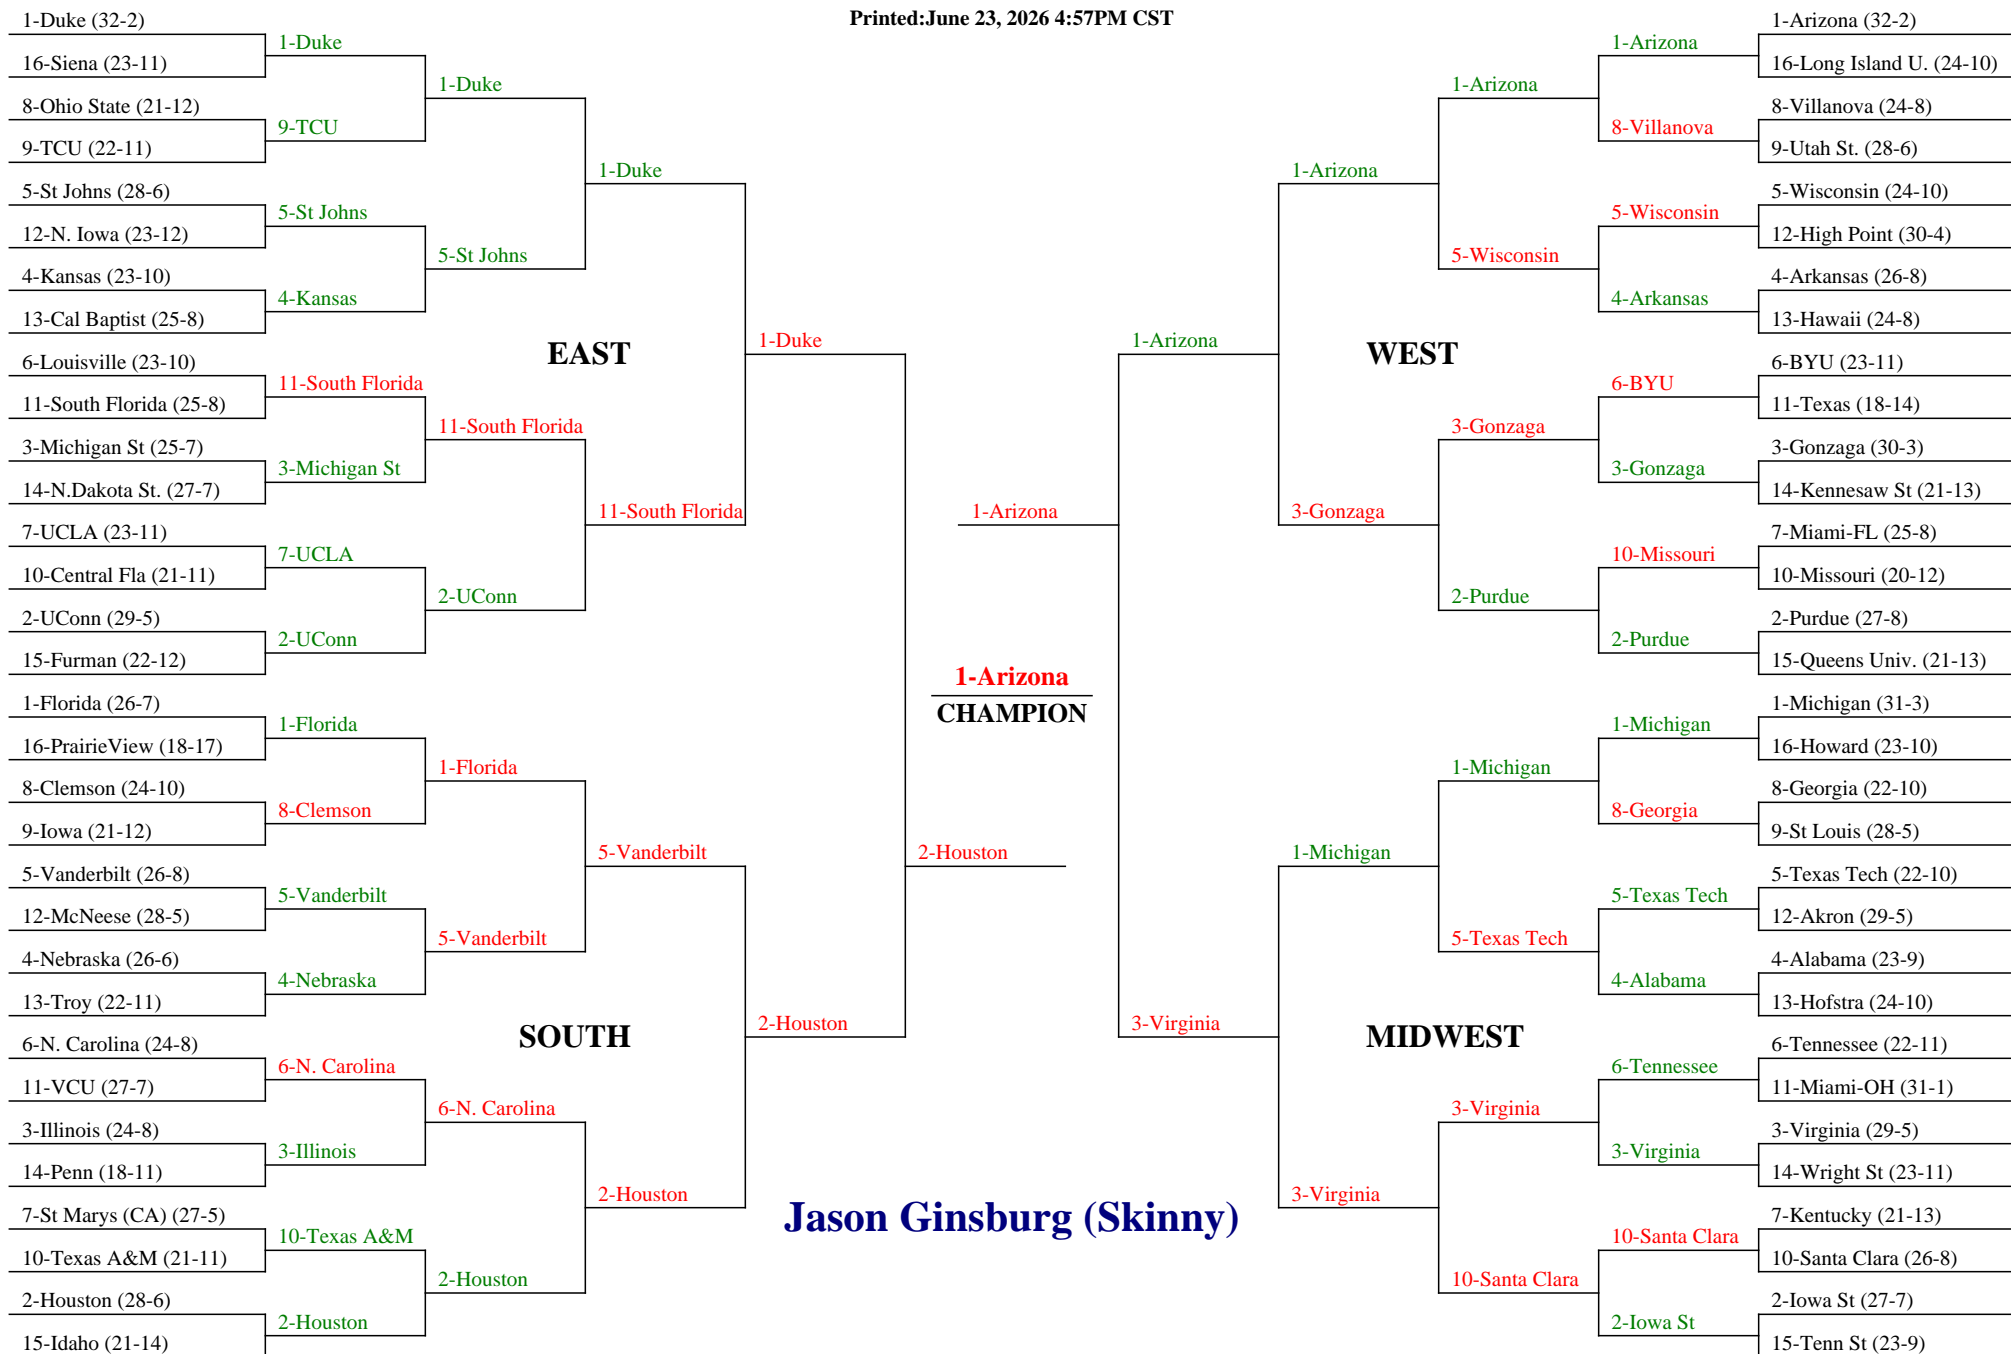 Printed:June 23, 2026 4:57PM CST
1-Duke (32-2)
16-Siena (23-11)
8-Ohio State (21-12)
9-TCU (22-11)
5-St Johns (28-6)
12-N. Iowa (23-12)
4-Kansas (23-10)
13-Cal Baptist (25-8)
6-Louisville (23-10)
11-South Florida (25-8)
3-Michigan St (25-7)
14-N.Dakota St. (27-7)
7-UCLA (23-11)
10-Central Fla (21-11)
2-UConn (29-5)
15-Furman (22-12)
1-Florida (26-7)
16-PrairieView (18-17)
8-Clemson (24-10)
9-Iowa (21-12)
5-Vanderbilt (26-8)
12-McNeese (28-5)
4-Nebraska (26-6)
13-Troy (22-11)
6-N. Carolina (24-8)
11-VCU (27-7)
3-Illinois (24-8)
14-Penn (18-11)
7-St Marys (CA) (27-5)
10-Texas A&M (21-11)
2-Houston (28-6)
15-Idaho (21-14)
1-Duke
9-TCU
5-St Johns
4-Kansas
11-South Florida
3-Michigan St
7-UCLA
2-UConn
1-Florida
8-Clemson
5-Vanderbilt
4-Nebraska
6-N. Carolina
3-Illinois
10-Texas A&M
2-Houston
1-Duke
5-St Johns
11-South Florida
2-UConn
1-Florida
5-Vanderbilt
6-N. Carolina
2-Houston
EAST
SOUTH
1-Duke
11-South Florida
5-Vanderbilt
2-Houston
1-Duke
2-Houston
2-Houston
1-Arizona
1-Arizona
CHAMPION
Jason Ginsburg (Skinny)
1-Arizona
3-Virginia
1-Arizona
3-Gonzaga
1-Michigan
3-Virginia
WEST
MIDWEST
1-Arizona
5-Wisconsin
3-Gonzaga
2-Purdue
1-Michigan
5-Texas Tech
3-Virginia
10-Santa Clara
1-Arizona
8-Villanova
5-Wisconsin
4-Arkansas
6-BYU
3-Gonzaga
10-Missouri
2-Purdue
1-Michigan
8-Georgia
5-Texas Tech
4-Alabama
6-Tennessee
3-Virginia
10-Santa Clara
2-Iowa St
1-Arizona (32-2)
16-Long Island U. (24-10)
8-Villanova (24-8)
9-Utah St. (28-6)
5-Wisconsin (24-10)
12-High Point (30-4)
4-Arkansas (26-8)
13-Hawaii (24-8)
6-BYU (23-11)
11-Texas (18-14)
3-Gonzaga (30-3)
14-Kennesaw St (21-13)
7-Miami-FL (25-8)
10-Missouri (20-12)
2-Purdue (27-8)
15-Queens Univ. (21-13)
1-Michigan (31-3)
16-Howard (23-10)
8-Georgia (22-10)
9-St Louis (28-5)
5-Texas Tech (22-10)
12-Akron (29-5)
4-Alabama (23-9)
13-Hofstra (24-10)
6-Tennessee (22-11)
11-Miami-OH (31-1)
3-Virginia (29-5)
14-Wright St (23-11)
7-Kentucky (21-13)
10-Santa Clara (26-8)
2-Iowa St (27-7)
15-Tenn St (23-9)